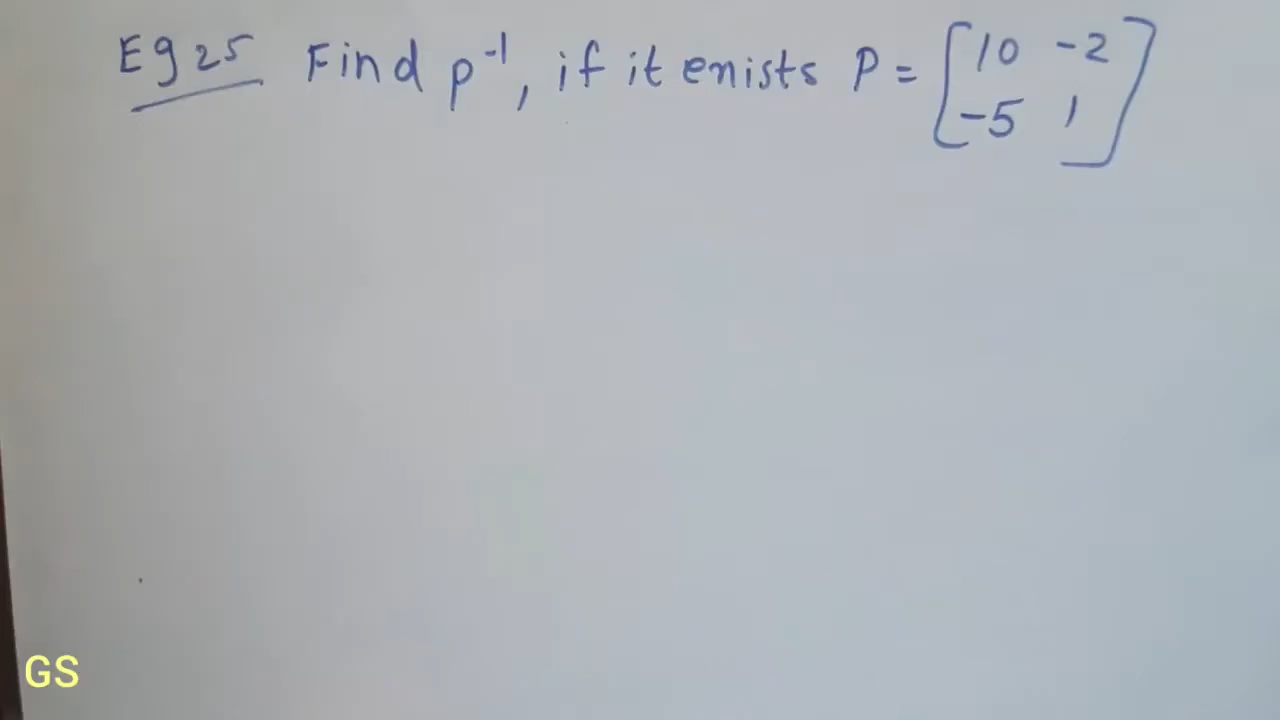 Eg 25 Find p⁻¹, if it enists P = [10 -2
-5 1]
GS